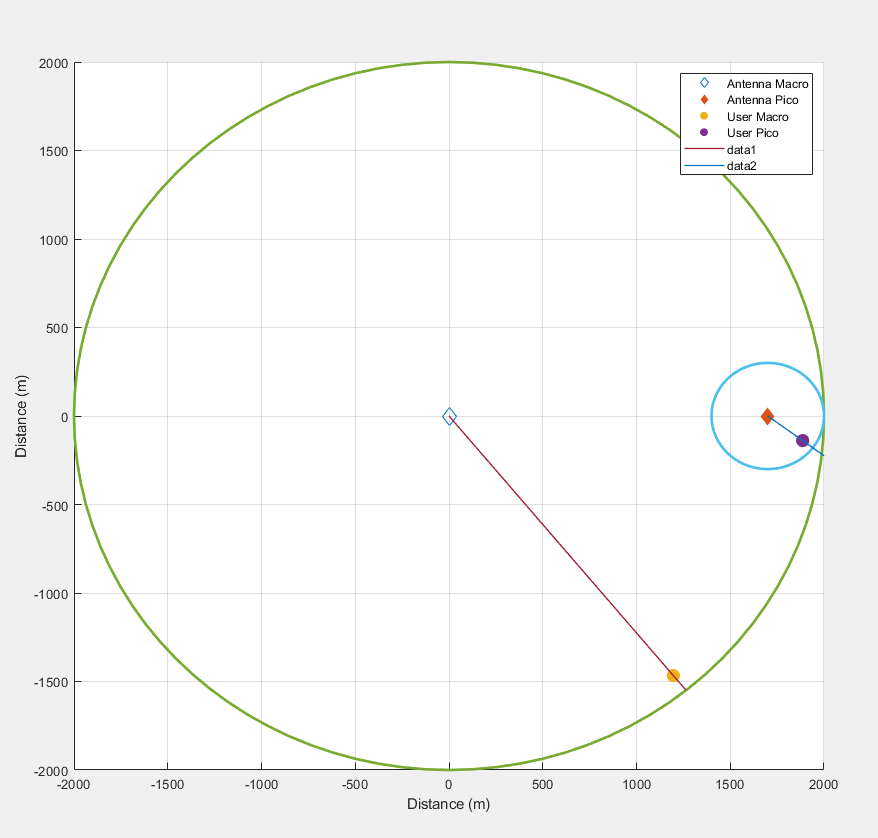 2000
1500
1000
500
0
-500
-1000
-1500
-2000
Distance (m)
Antenna Macro
Antenna Pico
User Macro
User Pico
data1
data2
-2000 -1500 -1000 -500 0 500 1000 1500 2000
Distance (m)